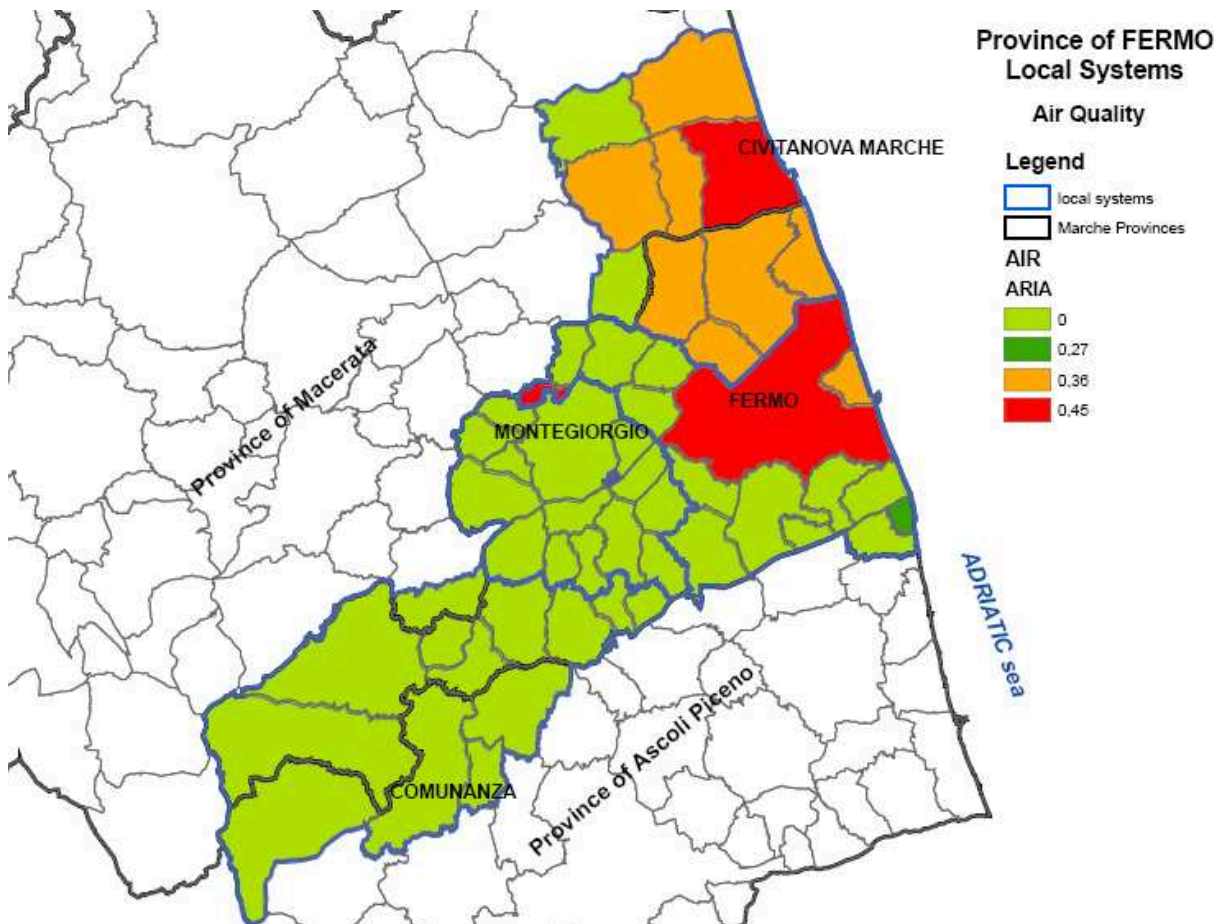 Province of FERMO
Local Systems
Air Quality
Legend
local systems
Marche Provinces
AIR
ARIA
0
0,27
0,36
0,45
CIVITANOVA MARCHE
Province of Macerata
FERMO
MONTEGIORGIO
ADRIATIC sea
Province of Ascoli Piceno
COMUNANZA